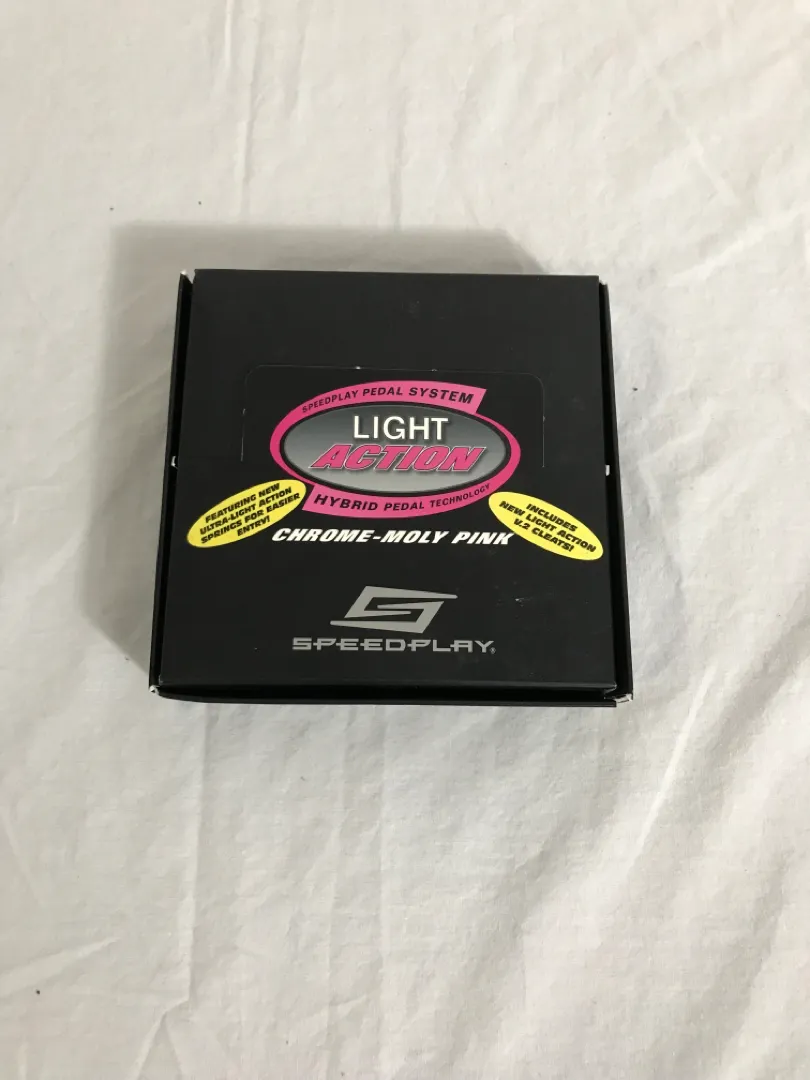 SPEEDPLAY PEDAL SYSTEM
LIGHT
ACTION
HYBRID PEDAL TECHNOLOGY
FEATURING NEW
ULTRA-LIGHT ACTION
SPRINGS FOR EASIER
ENTRY!
INCLUDES
NEW LIGHT ACTION
V.2 CLEATS!
CHROME-MOLY PINK
SPEEDPLAY®